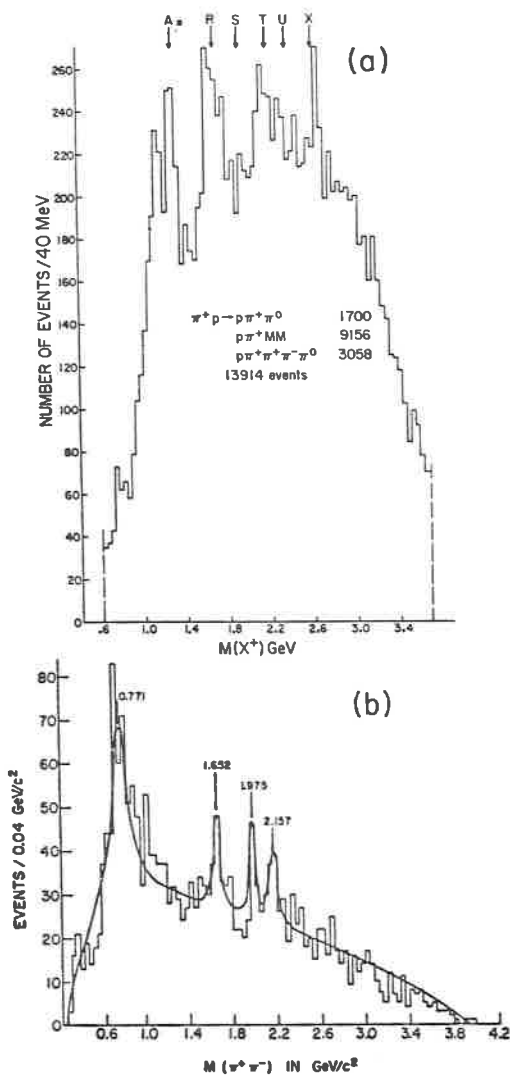 A₂ R S T U X
(a)
260
240
220
200
180
160
140
120
100
80
60
40
20
0
NUMBER OF EVENTS/40 MeV
π⁺p→pπ⁺π⁰ 1700
pπ⁺MM 9156
pπ⁺π⁺π⁻π⁰ 3058
13914 events
.6 1.0 1.4 1.8 2.2 2.6 3.0 3.4
M(X⁺) GeV
(b)
80
70
60
50
40
30
20
10
0
EVENTS / 0.04 GeV/c²
0.771
1.652
1.975
2.157
0.6 1.0 1.4 1.8 2.2 2.6 3.0 3.4 3.8 4.2
M (π⁺π⁻) IN GeV/c²